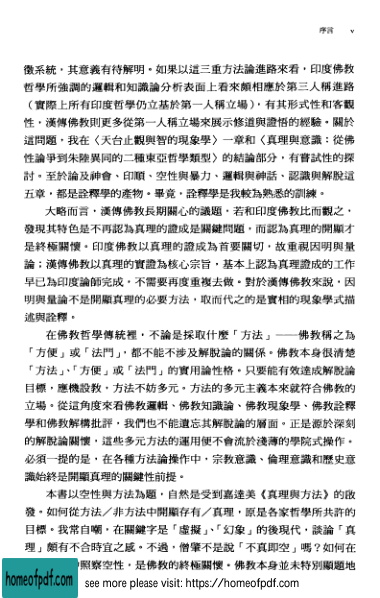 序言 v
徵系統，其意義有待解明。如果以這三重方法論進路來看，印度佛教
哲學所強調的邏輯和知識論分析表面上看來頗相應於第三人稱進路
（實際上所有印度哲學仍立基於第一人稱立場），有其形式性和客觀
性，漢傳佛教則更多從第一人稱立場來展示修道與證悟的經驗。關於
這問題，我在〈天台止觀與智的現象學〉一章和〈真理與意識：從佛
性論爭到朱陸異同的二種東亞哲學類型〉的結論部分，有嘗試性的探
討。至於論及神會、印順、空性與暴力、邏輯與神話、認識與解脫這
五章，都是詮釋學的產物。畢竟，詮釋學是我較為熟悉的訓練。
大略而言，漢傳佛教長期關心的議題，若和印度佛教比而觀之，
發現其特色是不再認為真理的證成是關鍵問題，而認為真理的開顯才
是終極關懷。印度佛教以真理的證成為首要關切，故重視因明與量
論；漢傳佛教以真理的實證為核心宗旨，基本上認為真理證成的工作
早已為印度論師完成，不需要再度重複去做。對於漢傳佛教來說，因
明與量論不是開顯真理的必要方法，取而代之的是實相的現象學式描
述與詮釋。
在佛教哲學傳統裡，不論是採取什麼「方法」——佛教稱之為
「方便」或「法門」，都不能不涉及解脫論的關係。佛教本身很清楚
「方法」、「方便」或「法門」的實用論性格。只要能有效達成解脫論
目標，應機設教，方法不妨多元。方法的多元主義本來就符合佛教的
立場。從這角度來看佛教邏輯、佛教知識論、佛教現象學、佛教詮釋
學和佛教解構批評，我們也不能遺忘其解脫論的層面。正是源於深刻
的解脫論關懷，這些多元方法的運用便不會流於淺薄的學院式操作。
必須一提的是，在各種方法論操作中，宗教意識、倫理意識和歷史意
識始終是開顯真理的關鍵性前提。
本書以空性與方法為題，自然是受到嘉達美《真理與方法》的啟
發。如何從方法／非方法中開顯存有／真理，原是各家哲學所共許的
目標。我常自嘲，在關鍵字是「虛擬」、「幻象」的後現代，談論「真
理」頗有不合時宜之感。不過，僧肇不是說「不真即空」嗎？如何在
照察空性，是佛教的終極關懷。佛教本身並未特別顯題地
homeofpdf.com see more please visit: https://homeofpdf.com